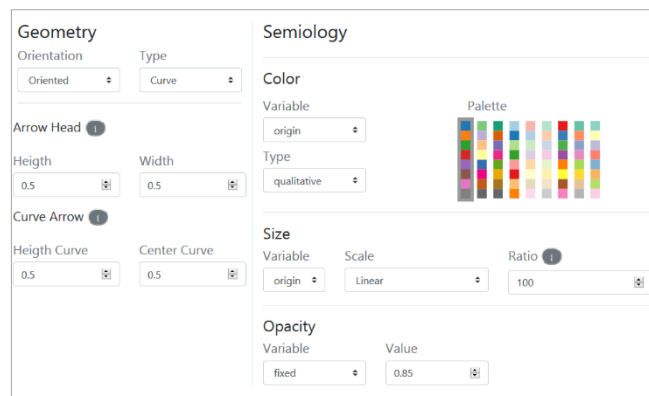 Geometry
Orientation Type
Oriented Curve
Arrow Head i
Heigth Width
0.5 0.5
Curve Arrow i
Heigth Curve Center Curve
0.5 0.5
Semiology
Color
Variable Palette
origin
Type
qualitative
Size
Variable Scale Ratio i
origin Linear 100
Opacity
Variable Value
fixed 0.85